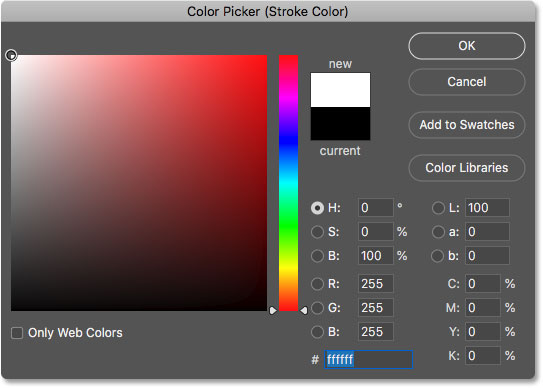 Color Picker (Stroke Color)
new
current
OK
Cancel
Add to Swatches
Color Libraries
H: 0 °
S: 0 %
B: 100 %
R: 255
G: 255
B: 255
L: 100
a: 0
b: 0
C: 0 %
M: 0 %
Y: 0 %
K: 0 %
# ffffff
Only Web Colors